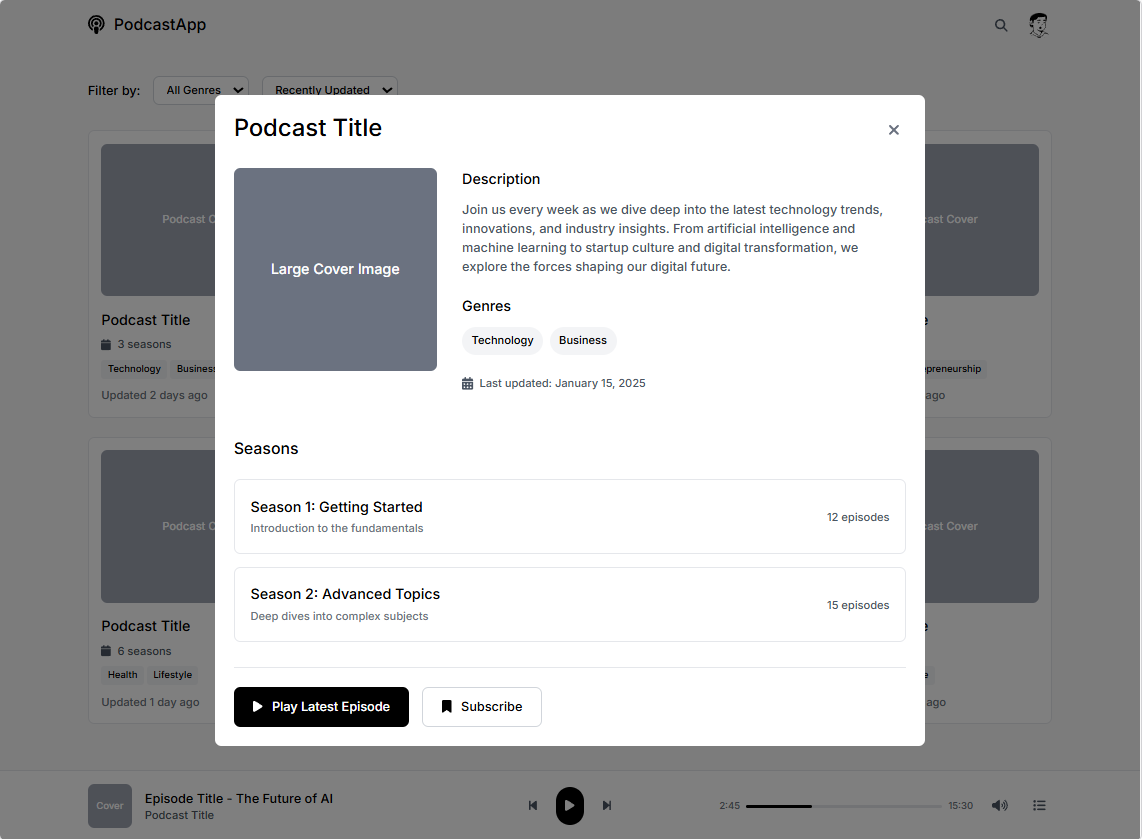 PodcastApp
Filter by:
All Genres
Recently Updated
Podcast Title
Podcast C
Large Cover Image
Description
Join us every week as we dive deep into the latest technology trends,
innovations, and industry insights. From artificial intelligence and
machine learning to startup culture and digital transformation, we
explore the forces shaping our digital future.
Genres
Technology
Business
Last updated: January 15, 2025
Seasons
Season 1: Getting Started
Introduction to the fundamentals
12 episodes
Season 2: Advanced Topics
Deep dives into complex subjects
15 episodes
Play Latest Episode
Subscribe
Podcast Title
3 seasons
Technology
Business
Updated 2 days ago
ast Cover
e
preneurship
ago
Podcast C
Podcast Title
6 seasons
Health
Lifestyle
Updated 1 day ago
ast Cover
e
e
ago
Cover
Episode Title - The Future of AI
Podcast Title
2:45
15:30